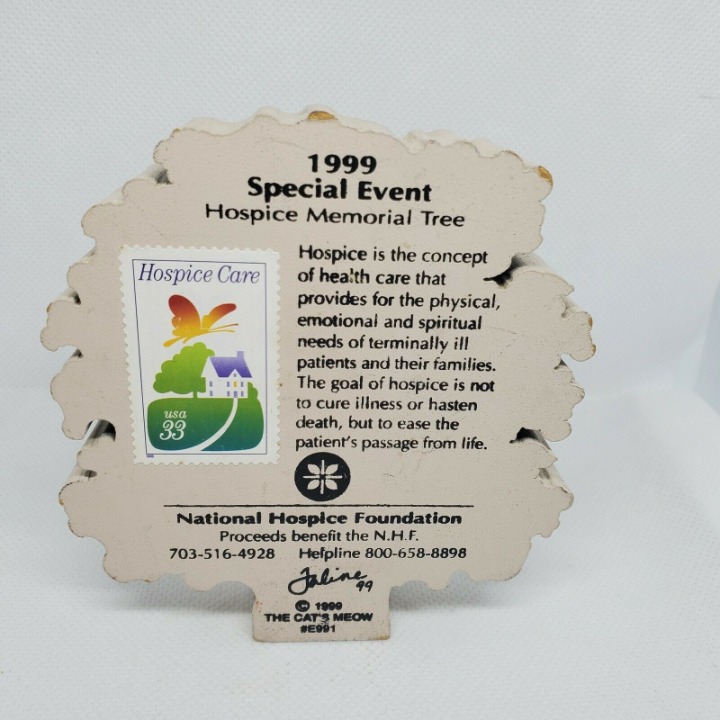 1999
Special Event
Hospice Memorial Tree
Hospice Care
usa
33
Hospice is the concept
of health care that
provides for the physical,
emotional and spiritual
needs of terminally ill
patients and their families.
The goal of hospice is not
to cure illness or hasten
death, but to ease the
patient's passage from life.
National Hospice Foundation
Proceeds benefit the N.H.F.
703-516-4928 Helpline 800-658-8898
Faline 99
© 1999
THE CAT'S MEOW
#E991